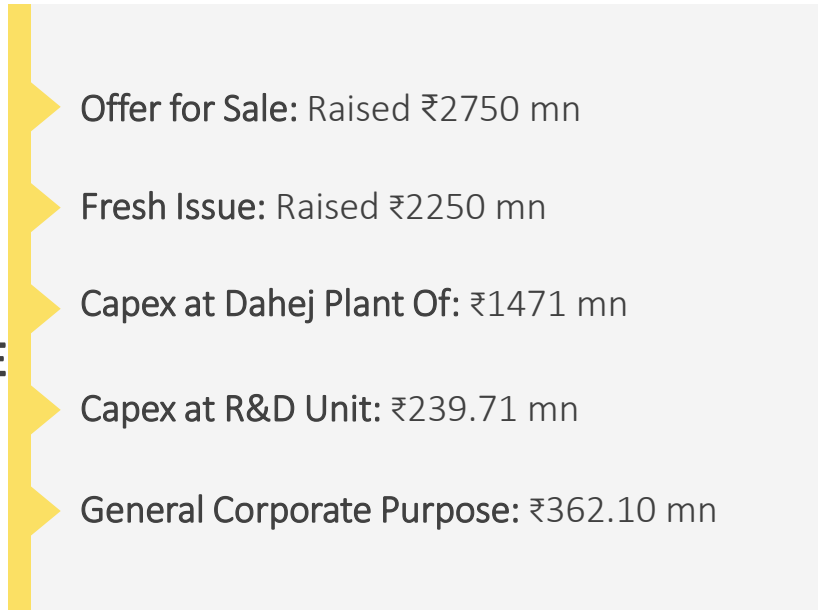 Offer for Sale: Raised ₹2750 mn
Fresh Issue: Raised ₹2250 mn
Capex at Dahej Plant Of: ₹1471 mn
E
Capex at R&D Unit: ₹239.71 mn
General Corporate Purpose: ₹362.10 mn